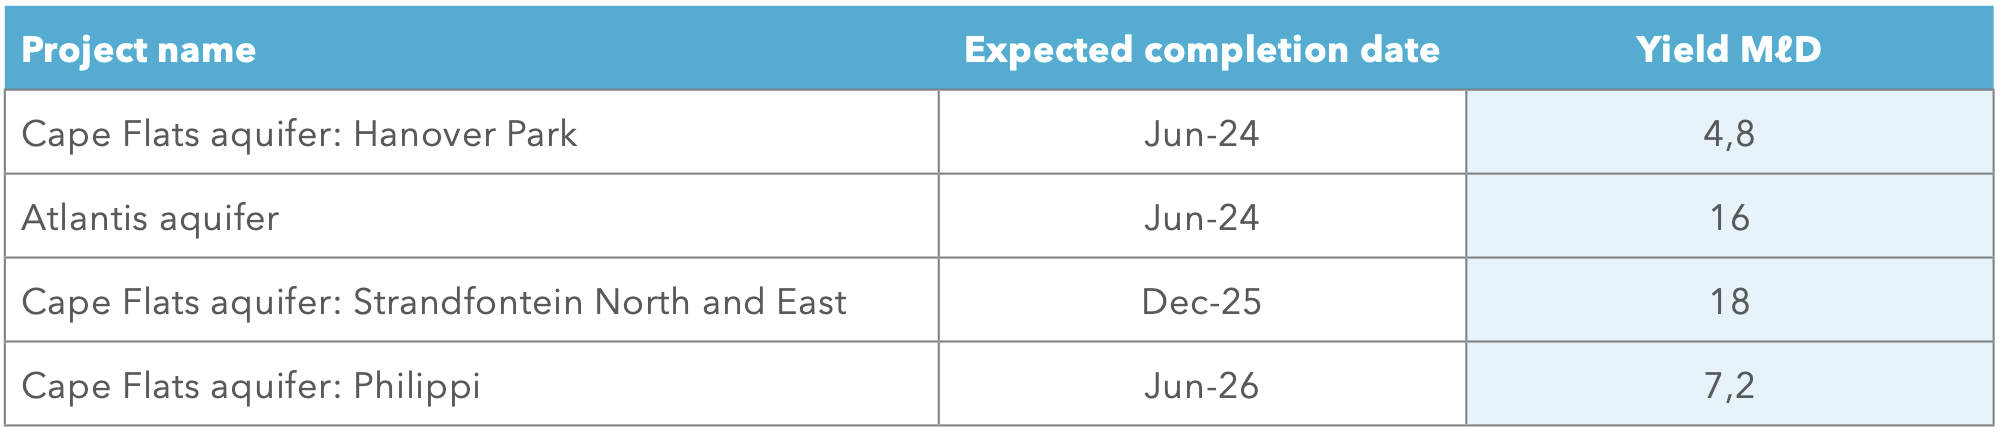 Project name Expected completion date Yield MℓD
Cape Flats aquifer: Hanover Park Jun-24 4,8
Atlantis aquifer Jun-24 16
Cape Flats aquifer: Strandfontein North and East Dec-25 18
Cape Flats aquifer: Philippi Jun-26 7,2